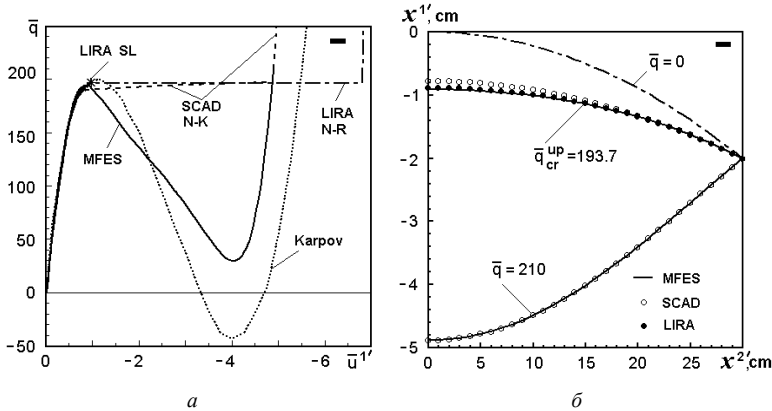 q̅
200
150
100
50
0
−50
0
-2
-4
-6
u̅¹′
LIRA SL
SCAD
N-K
LIRA
N-R
MFES
Karpov
a
x¹′, cm
0
-1
-2
-3
-4
-5
0
5
10
15
20
25
x²′, cm
q̅ = 0
q̅ᵘᵖcr =193.7
q̅ = 210
MFES
SCAD
LIRA
б